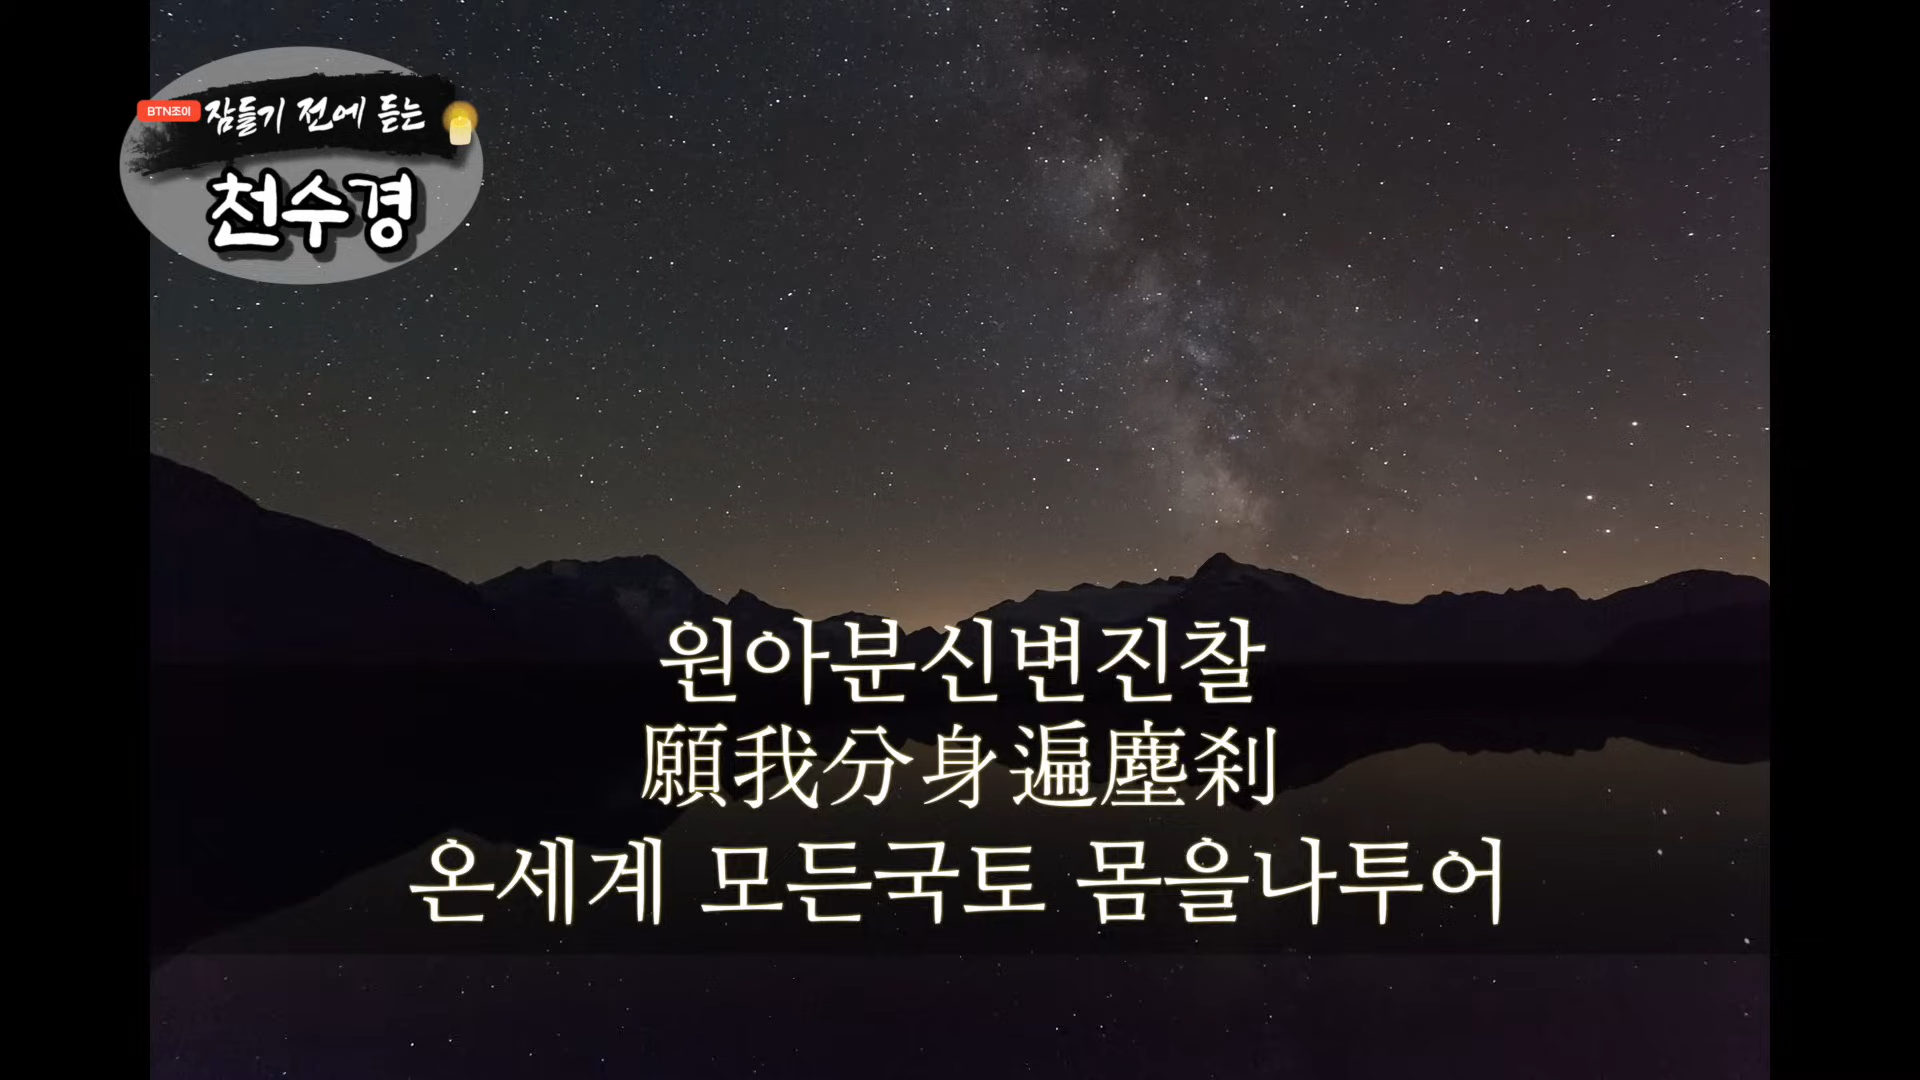 BTN조이 잠들기 전에 듣는
천수경
원아분신변진찰
願我分身遍塵刹
온세계 모든국토 몸을나투어